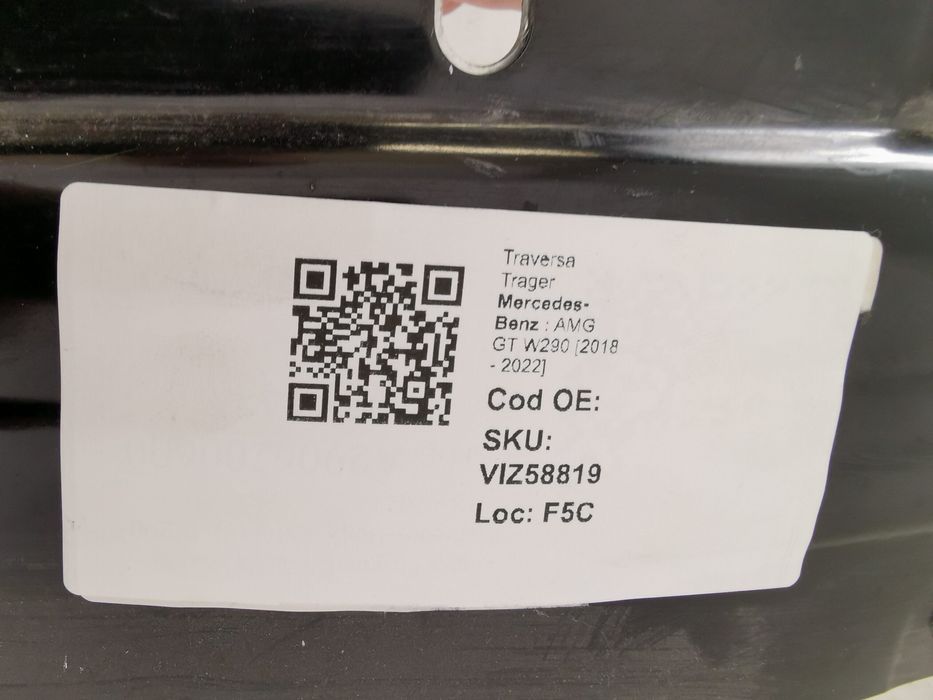 Traversa
Trager
Mercedes-
Benz : AMG
GT W290 [2018
- 2022]
Cod OE:
SKU:
VIZ58819
Loc: F5C